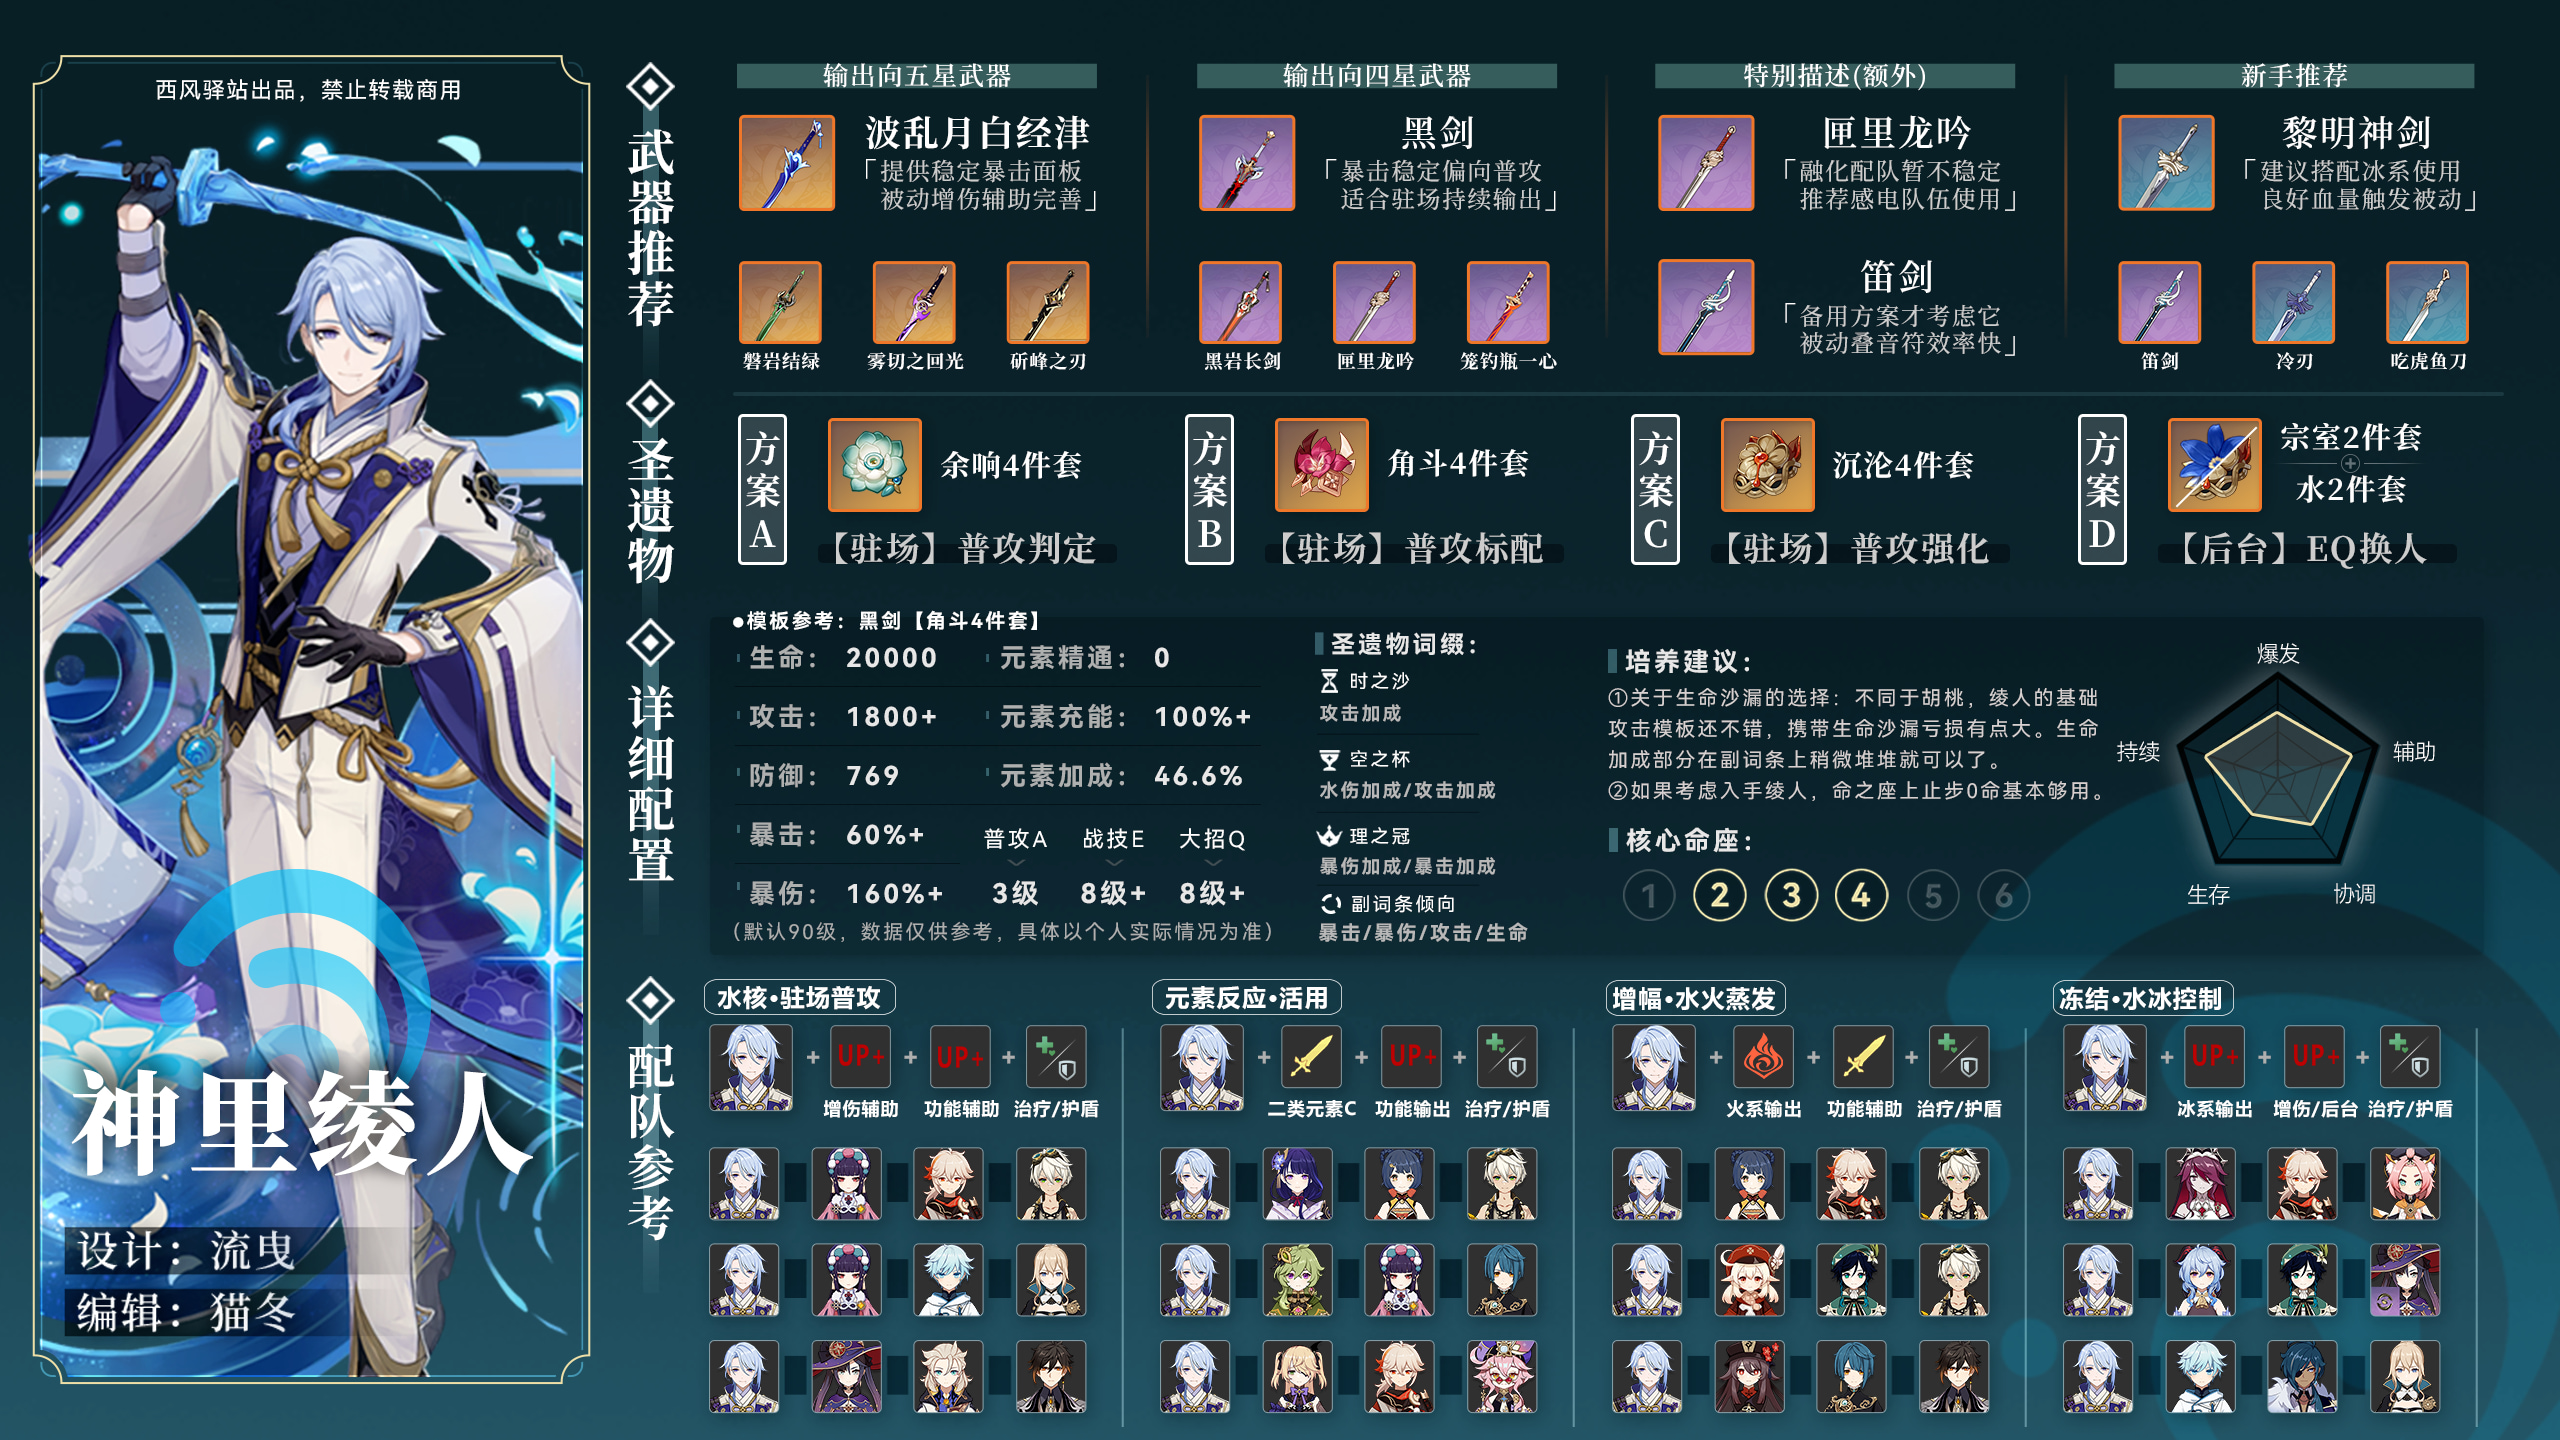 西风驿站出品，禁止转载商用
神里绫人
设计：流曳
编辑：猫冬
武器推荐
输出向五星武器
波乱月白经津
「提供稳定暴击面板
被动增伤辅助完善」
磐岩结绿
雾切之回光
斫峰之刃
输出向四星武器
黑剑
「暴击稳定偏向普攻
适合驻场持续输出」
黑岩长剑
匣里龙吟
笼钓瓶一心
特别描述(额外)
匣里龙吟
「融化配队暂不稳定
推荐感电队伍使用」
笛剑
「备用方案才考虑它
被动叠音符效率快」
新手推荐
黎明神剑
「建议搭配冰系使用
良好血量触发被动」
笛剑
冷刃
吃虎鱼刀
圣遗物
方案A
余响4件套
【驻场】普攻判定
方案B
角斗4件套
【驻场】普攻标配
方案C
沉沦4件套
【驻场】普攻强化
方案D
宗室2件套
+
水2件套
【后台】EQ换人
详细配置
●模板参考：黑剑【角斗4件套】
生命： 20000
元素精通： 0
攻击： 1800+
元素充能： 100%+
防御： 769
元素加成： 46.6%
暴击： 60%+
普攻A 战技E 大招Q
暴伤： 160%+
3级 8级+ 8级+
(默认90级，数据仅供参考，具体以个人实际情况为准)
圣遗物词缀：
时之沙
攻击加成
空之杯
水伤加成/攻击加成
理之冠
暴伤加成/暴击加成
副词条倾向
暴击/暴伤/攻击/生命
培养建议：
①关于生命沙漏的选择：不同于胡桃，绫人的基础
攻击模板还不错，携带生命沙漏亏损有点大。生命
加成部分在副词条上稍微堆堆就可以了。
②如果考虑入手绫人，命之座上止步0命基本够用。
核心命座：
1 2 3 4 5 6
爆发
持续
辅助
生存
协调
配队参考
水核•驻场普攻
+ UP+ + UP+ +
增伤辅助 功能辅助 治疗/护盾
元素反应•活用
+ + UP+ +
二类元素C 功能输出 治疗/护盾
增幅•水火蒸发
+ + +
火系输出 功能辅助 治疗/护盾
冻结•水冰控制
+ UP+ + UP+ +
冰系输出 增伤/后台 治疗/护盾